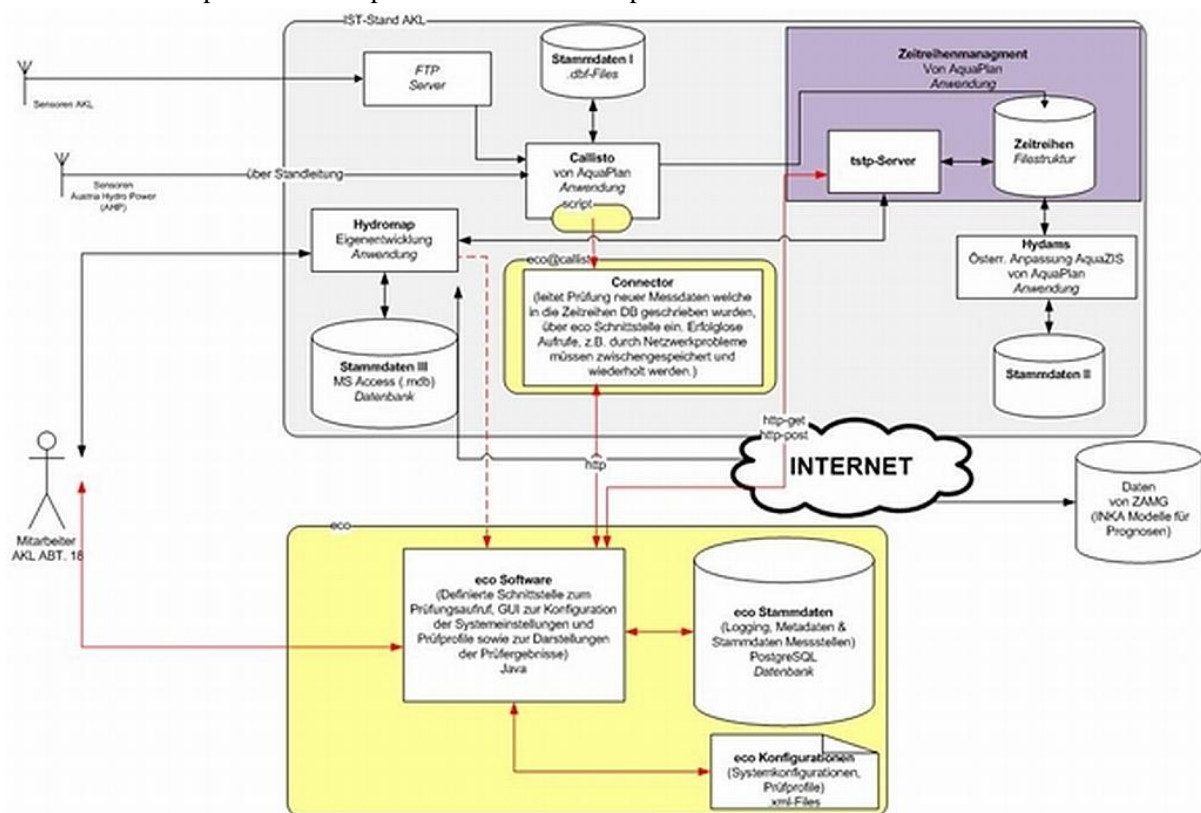 IST-Stand AKL
Sensoren AKL
FTP
Server
Stammdaten I
.dbf-Files
Zeitreihenmanagment
Von AquaPlan
Anwendung
tstp-Server
Zeitreihen
Filestruktur
Sensoren
Austria Hydro Power
(AHP)
über Standleitung
Callisto
von AquaPlan
Anwendung
script
Hydromap
Eigenentwicklung
Anwendung
Hydams
Österr. Anpassung AquaZIS
von AquaPlan
Anwendung
Stammdaten II
eco@callisto
Connector
(leitet Prüfung neuer Messdaten welche
in die Zeitreihen DB geschrieben wurden,
über eco Schnittstelle ein. Erfolglose
Aufrufe, z.B. durch Netzwerkprobleme
müssen zwischengespeichert und
wiederholt werden.)
Stammdaten III
MS Access (.mdb)
Datenbank
http-get
http-post
http
INTERNET
Daten
von ZAMG
(INKA Modelle für
Prognosen)
Mitarbeiter
AKL ABT. 18
eco
eco Software
(Definierte Schnittstelle zum
Prüfungsaufruf, GUI zur Konfiguration
der Systemeinstellungen und
Prüfprofile sowie zur Darstellungen
der Prüfergebnisse)
Java
eco Stammdaten
(Logging, Metadaten &
Stammdaten Messstellen)
PostgreSQL
Datenbank
eco Konfigurationen
(Systemkonfigurationen,
Prüfprofile)
.xml-Files